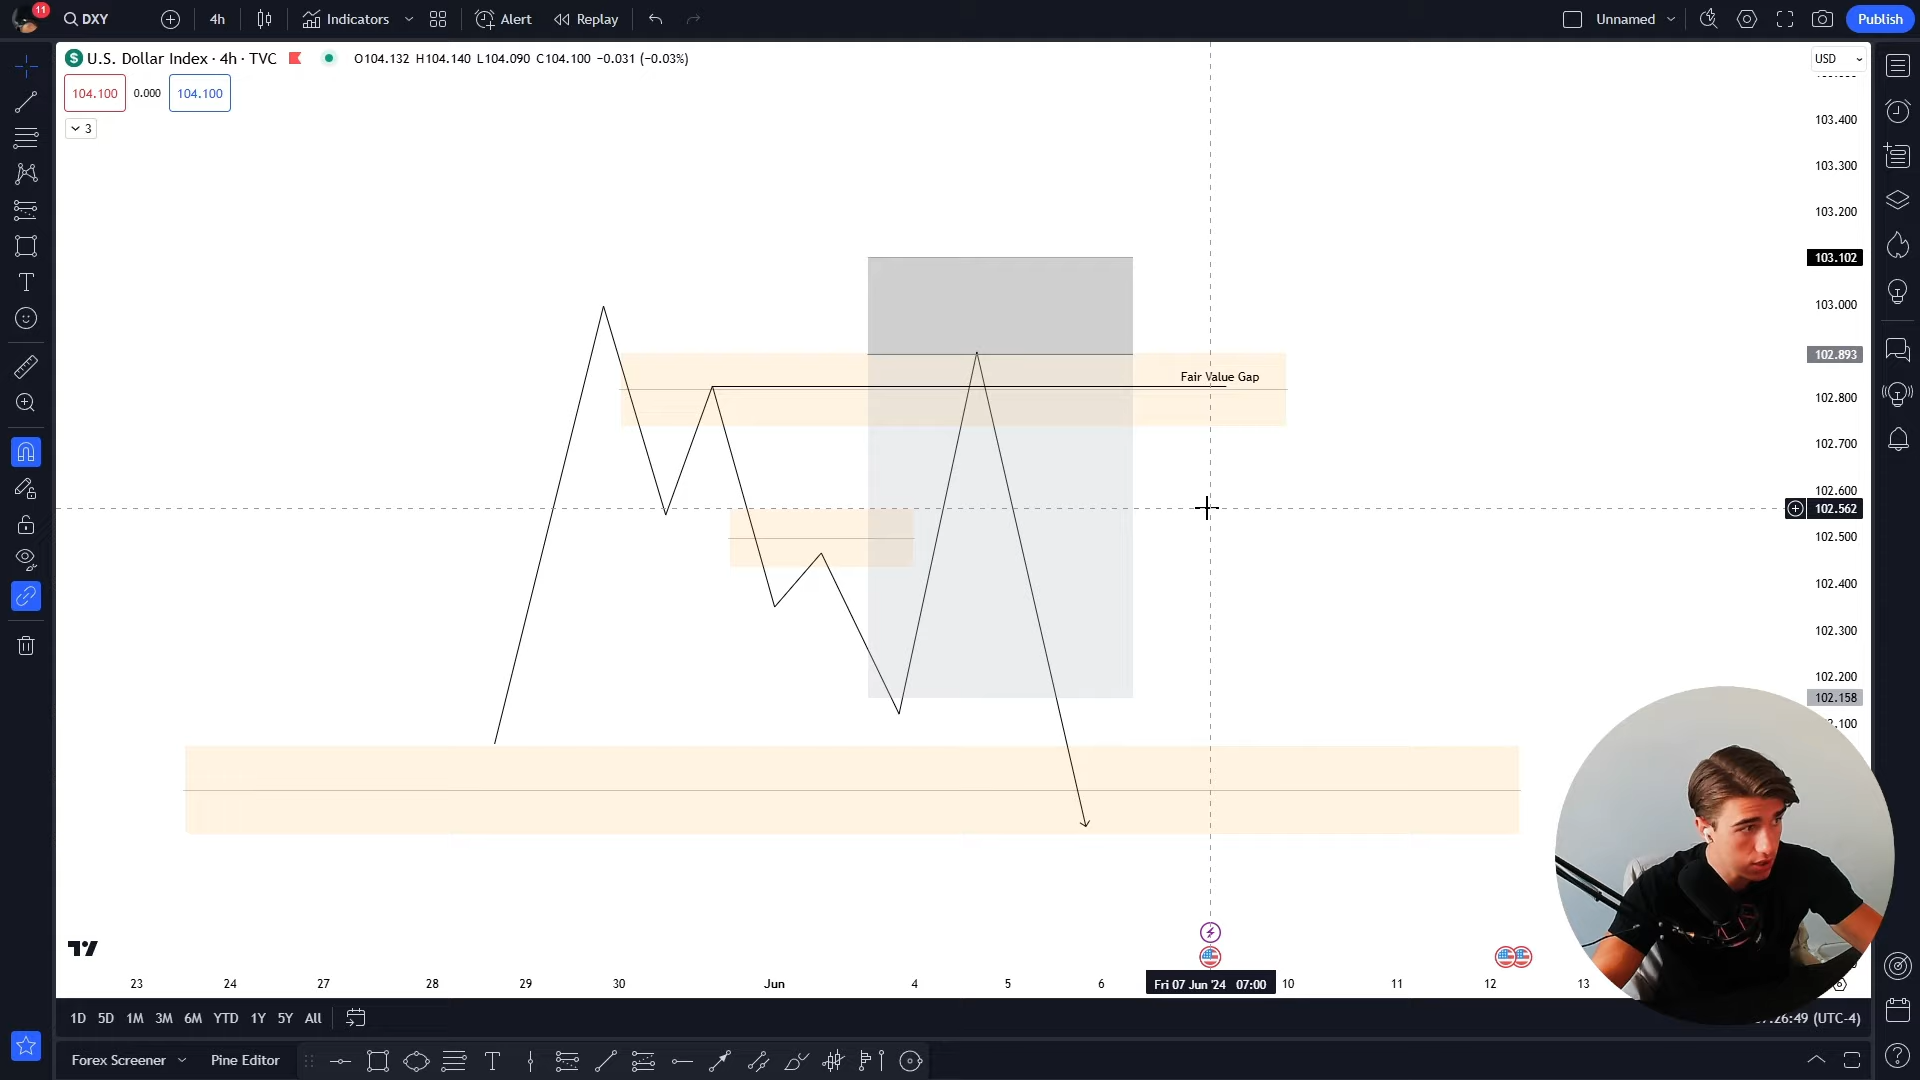 11
DXY
4h
Indicators
Alert
Replay
Unnamed
Publish
U.S. Dollar Index · 4h · TVC
O104.132 H104.140 L104.090 C104.100 −0.031 (−0.03%)
USD
104.100
0.000
104.100
3
103.400
103.300
103.200
103.102
103.000
102.893
102.800
102.700
102.600
102.562
102.500
102.400
102.300
102.200
102.158
Fair Value Gap
23
24
27
28
29
30
Jun
4
5
6
Fri 07 Jun '24 07:00
10
11
12
13
1D
5D
1M
3M
6M
YTD
1Y
5Y
All
26:49 (UTC-4)
Forex Screener
Pine Editor